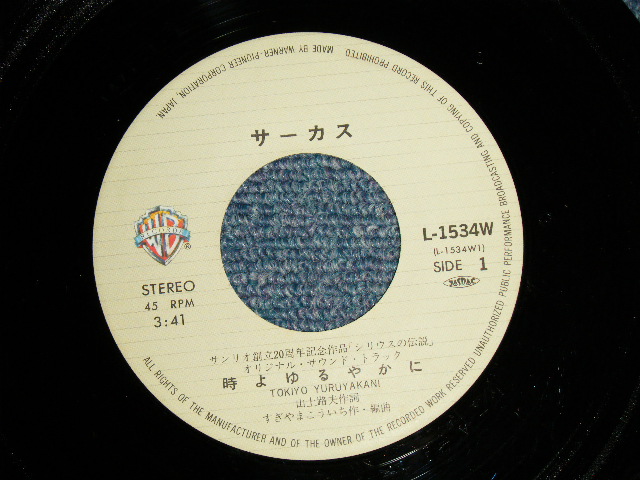 MADE BY WARNER-PIONEER CORPORATION, JAPAN.
UNAUTHORIZED PUBLIC PERFORMANCE BROADCASTING AND COPYING OF THIS RECORD PROHIBITED
サーカス
WB
RECORDS
L-1534W
(L-1534W1)
SIDE 1
JASRAC
STEREO
45 RPM
3:41
サンリオ創立20周年記念作品「シリウスの伝説」
オリジナル・サウンド・トラック
時よゆるやかに
TOKIYO YURUYAKANI
山上路夫作詞
すぎやまこういち作・編曲
ALL RIGHTS OF THE MANUFACTURER AND OF THE OWNER OF THE RECORDED WORK RESERVED